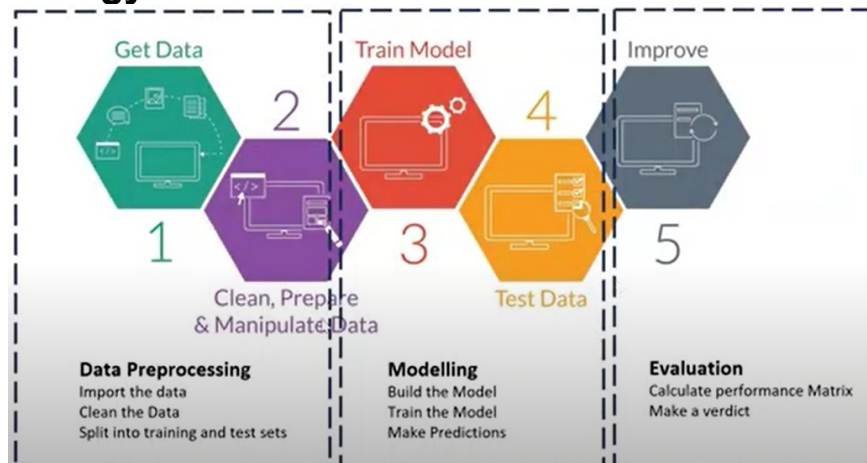 Get Data
Train Model
Improve
2
4
</>
</>
1
3
5
Clean, Prepare
& Manipulate Data
Test Data
Data Preprocessing
Import the data
Clean the Data
Split into training and test sets
Modelling
Build the Model
Train the Model
Make Predictions
Evaluation
Calculate performance Matrix
Make a verdict